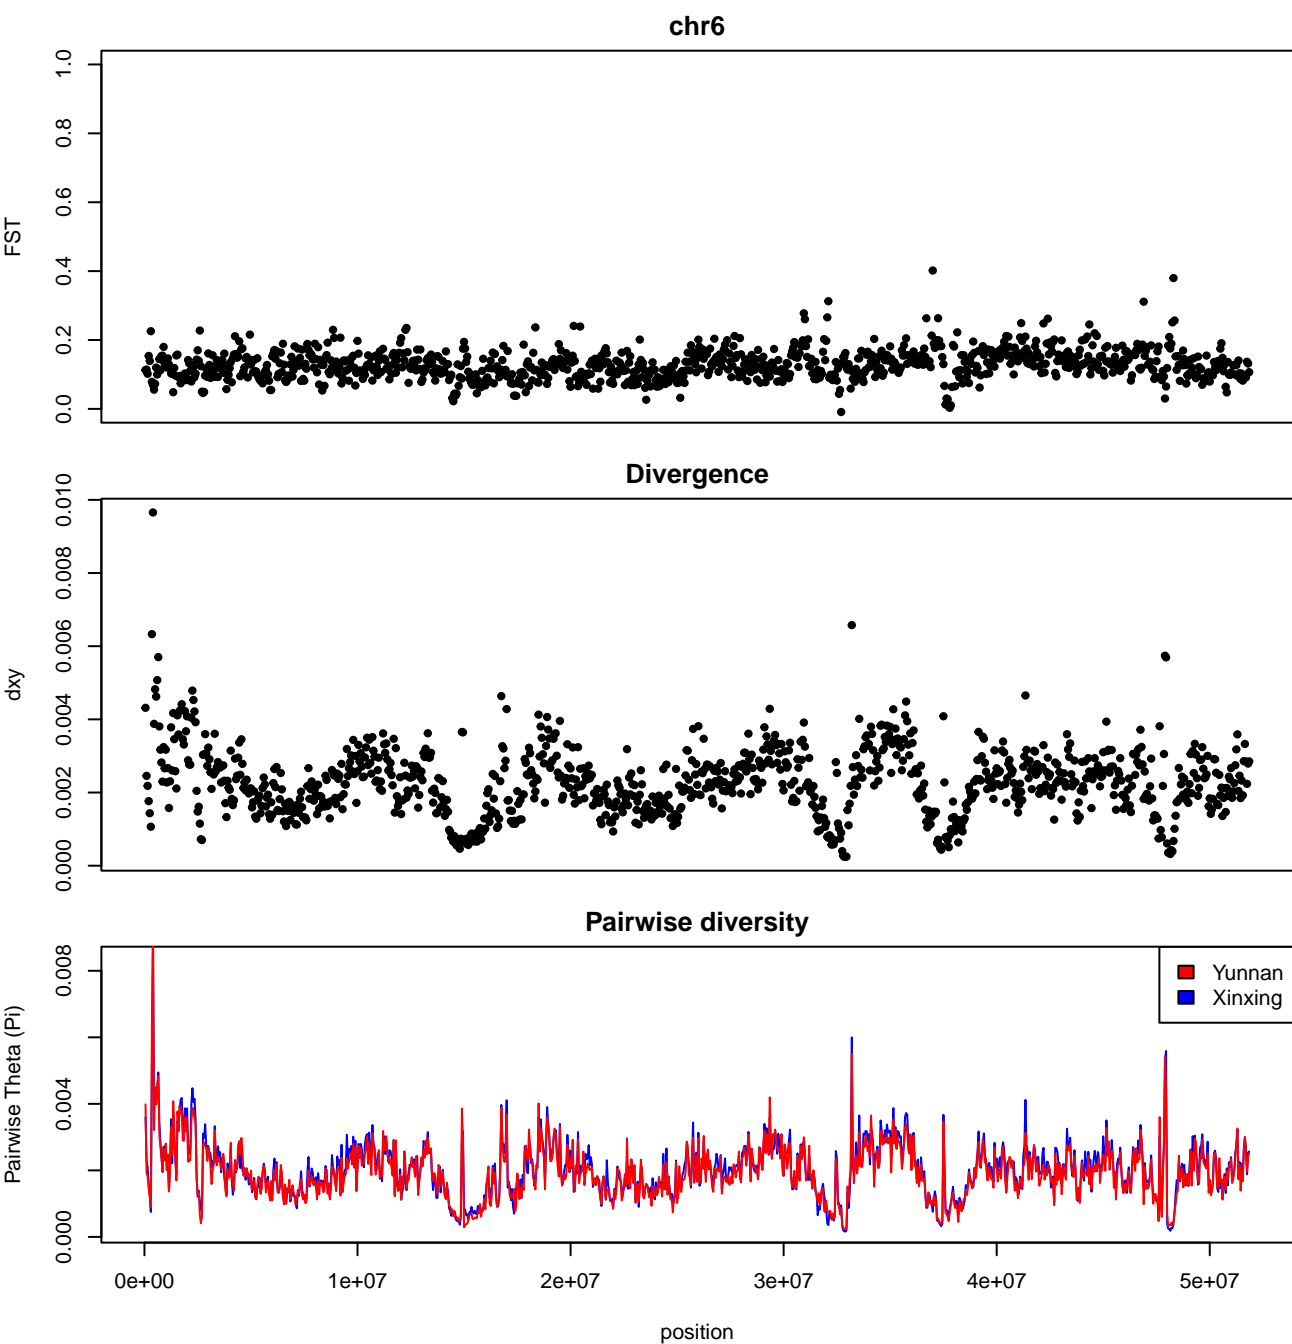 chr6
FST
0.0 0.2 0.4 0.6 0.8 1.0
Divergence
dxy
0.000 0.002 0.004 0.006 0.008 0.010
Pairwise diversity
Pairwise Theta (Pi)
0.000 0.004 0.008
Yunnan
Xinxing
0e+00 1e+07 2e+07 3e+07 4e+07 5e+07
position